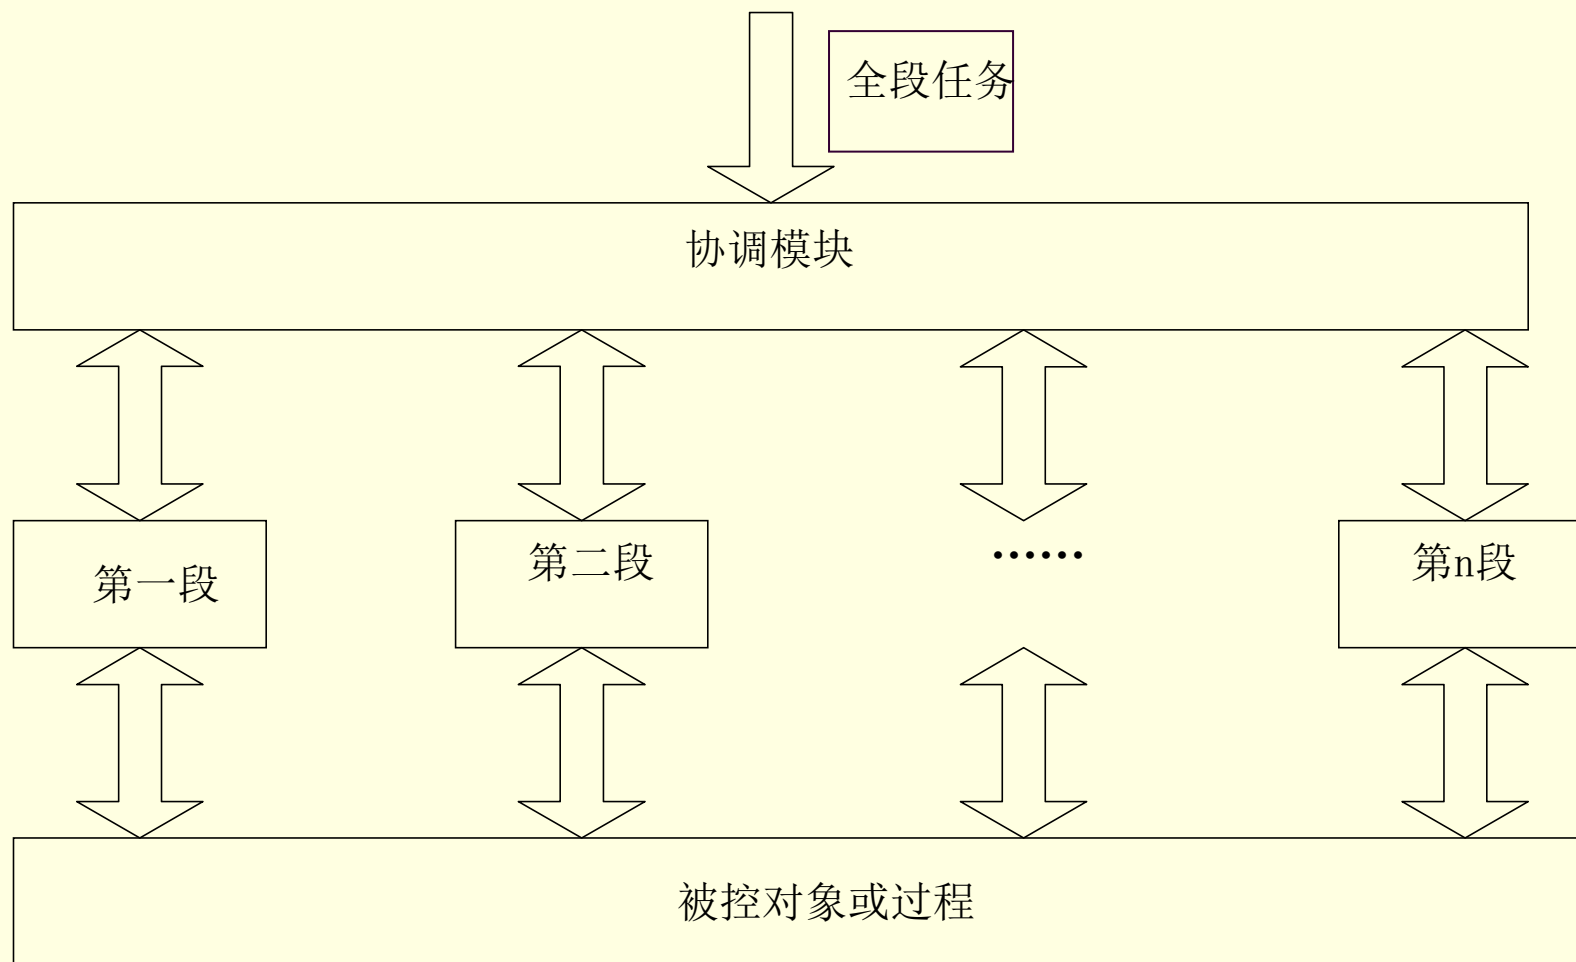 全段任务
协调模块
第一段
第二段
……
第n段
被控对象或过程